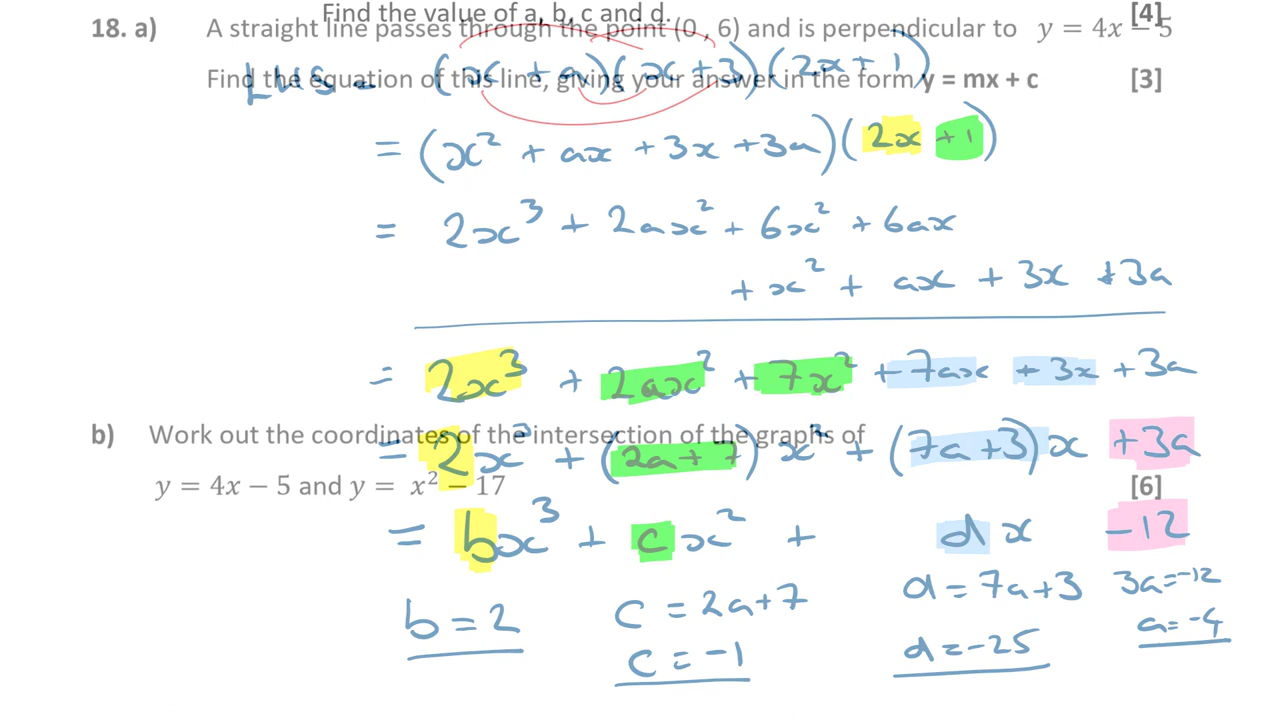 Find the value of a, b, c and d. [4]
18. a) A straight line passes through the point (0 , 6) and is perpendicular to y = 4x − 5
LHS = (x + a)(x + 3)(2x + 1)
Find the equation of this line, giving your answer in the form y = mx + c [3]
= (x² + ax + 3x + 3a)(2x + 1)
= 2x³ + 2ax² + 6x² + 6ax
+ x² + ax + 3x + 3a
= 2x³ + 2ax² + 7x² + 7ax + 3x + 3a
b) Work out the coordinates of the intersection of the graphs of
= 2x³ + (2a + 7)x² + (7a + 3)x + 3a
y = 4x − 5 and y = x² − 17 [6]
= bx³ + cx² + dx −12
b = 2 c = 2a+7 d = 7a+3 3a = −12
c = −1 d = −25 a = −4